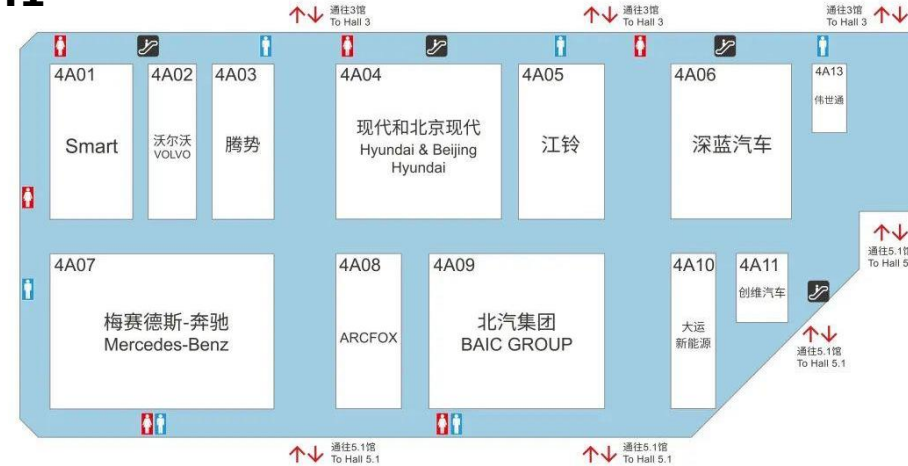 .1
通往3馆
To Hall 3
通往3馆
To Hall 3
通往3馆
To Hall 3
4A01
Smart
4A02
沃尔沃
VOLVO
4A03
腾势
4A04
现代和北京现代
Hyundai & Beijing
Hyundai
4A05
江铃
4A06
深蓝汽车
4A13
伟世通
通往5.1馆
To Hall 5
4A07
梅赛德斯-奔驰
Mercedes-Benz
4A08
ARCFOX
4A09
北汽集团
BAIC GROUP
4A10
大运
新能源
4A11
创维汽车
通往5.1馆
To Hall 5.1
通往5.1馆
To Hall 5.1
通往5.1馆
To Hall 5.1